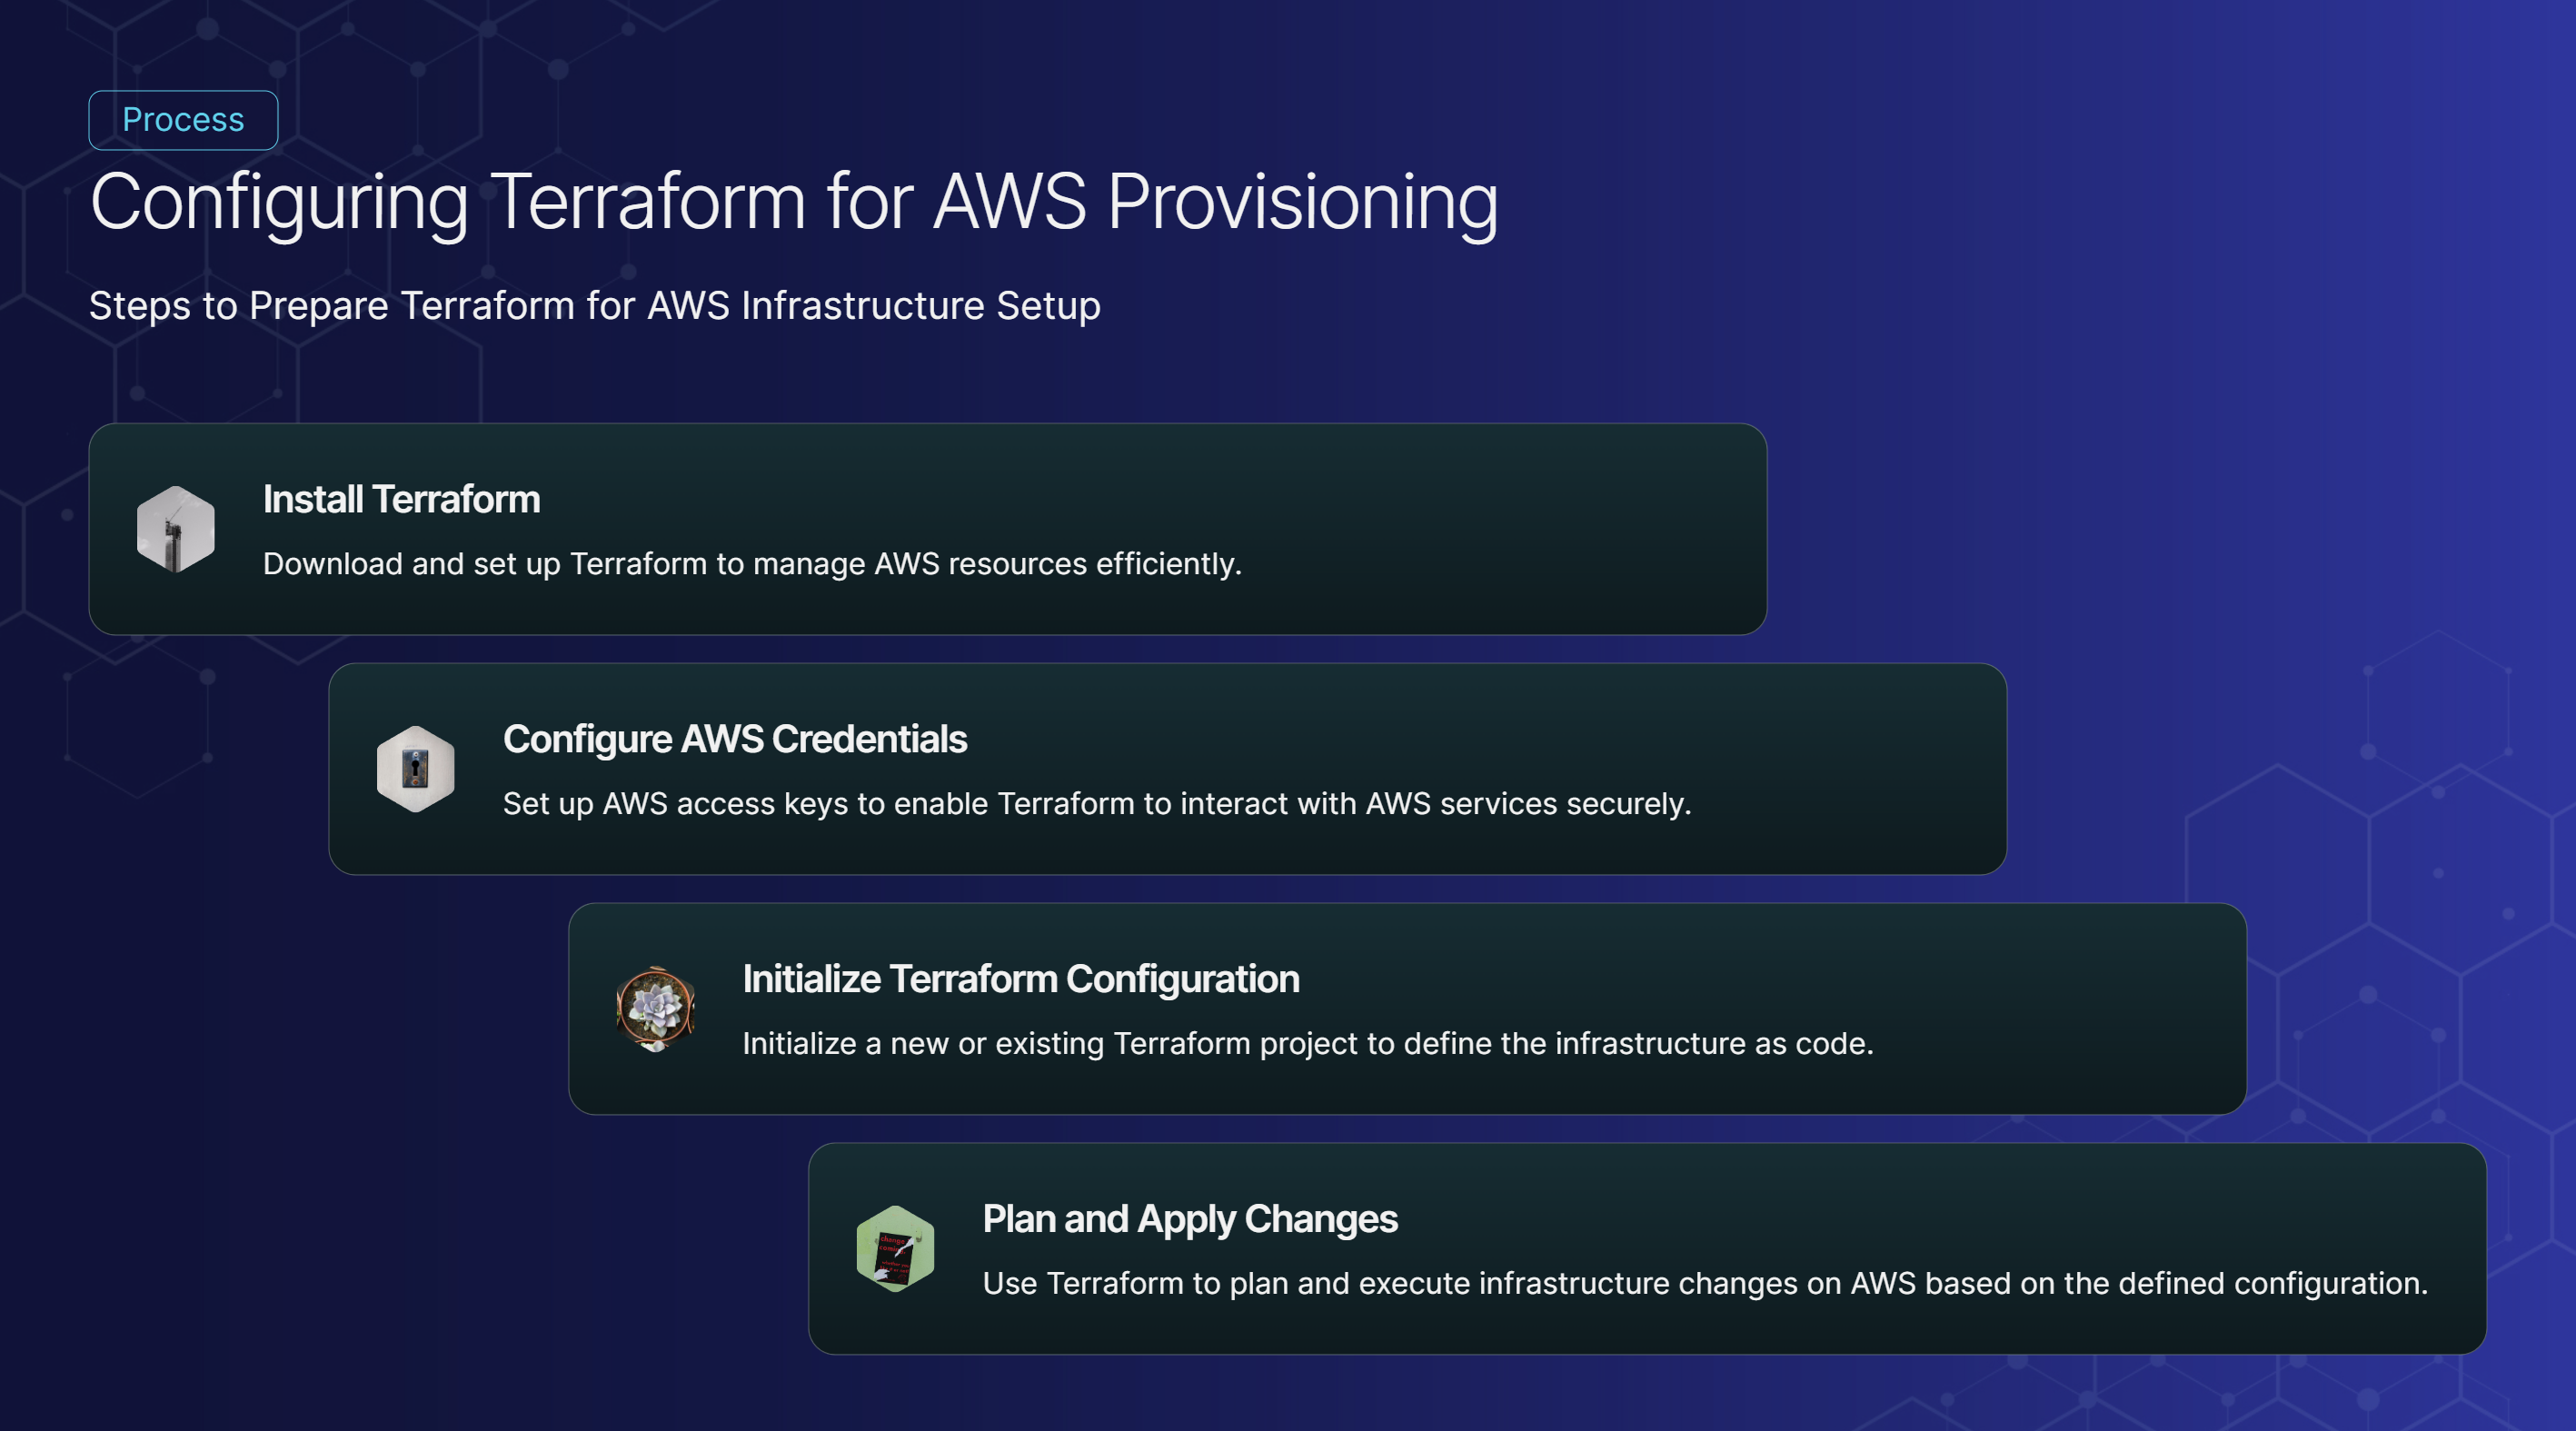 Process
Configuring Terraform for AWS Provisioning
Steps to Prepare Terraform for AWS Infrastructure Setup
Install Terraform
Download and set up Terraform to manage AWS resources efficiently.
Configure AWS Credentials
Set up AWS access keys to enable Terraform to interact with AWS services securely.
Initialize Terraform Configuration
Initialize a new or existing Terraform project to define the infrastructure as code.
Plan and Apply Changes
change
Use Terraform to plan and execute infrastructure changes on AWS based on the defined configuration.